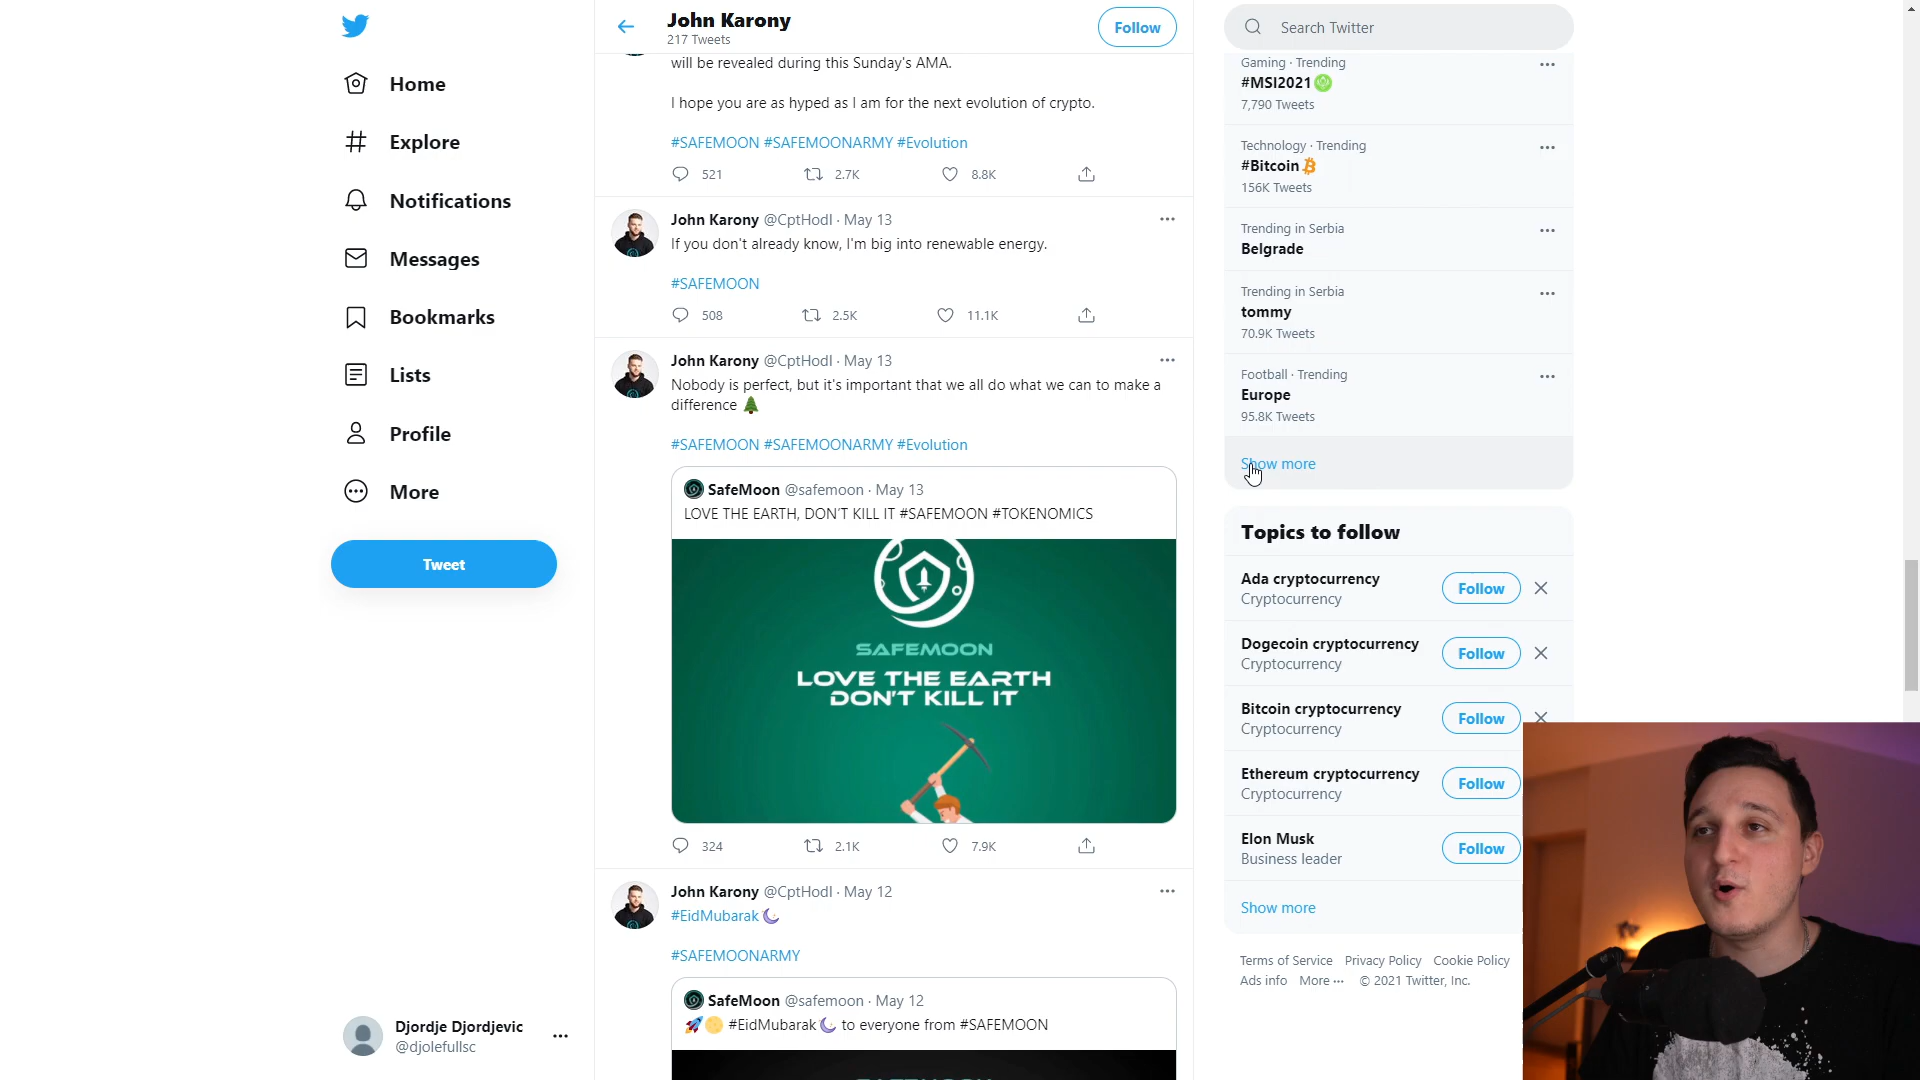 Home
Explore
Notifications
Messages
Bookmarks
Lists
Profile
More
Tweet
Djordje Djordjevic
@djolefullsc
John Karony
217 Tweets
Follow
will be revealed during this Sunday's AMA.
I hope you are as hyped as I am for the next evolution of crypto.
#SAFEMOON #SAFEMOONARMY #Evolution
521 2.7K 8.8K
John Karony @CptHodl · May 13
If you don't already know, I'm big into renewable energy.
#SAFEMOON
508 2.5K 11.1K
John Karony @CptHodl · May 13
Nobody is perfect, but it's important that we all do what we can to make a
difference 🌲
#SAFEMOON #SAFEMOONARMY #Evolution
SafeMoon @safemoon · May 13
LOVE THE EARTH, DON'T KILL IT #SAFEMOON #TOKENOMICS
SAFEMOON
LOVE THE EARTH
DON'T KILL IT
324 2.1K 7.9K
John Karony @CptHodl · May 12
#EidMubarak
#SAFEMOONARMY
SafeMoon @safemoon · May 12
🚀🌕 #EidMubarak to everyone from #SAFEMOON
Search Twitter
Gaming · Trending
#MSI2021
7,790 Tweets
Technology · Trending
#Bitcoin
156K Tweets
Trending in Serbia
Belgrade
Trending in Serbia
tommy
70.9K Tweets
Football · Trending
Europe
95.8K Tweets
Show more
Topics to follow
Ada cryptocurrency
Cryptocurrency
Follow
Dogecoin cryptocurrency
Cryptocurrency
Follow
Bitcoin cryptocurrency
Cryptocurrency
Follow
Ethereum cryptocurrency
Cryptocurrency
Follow
Elon Musk
Business leader
Follow
Show more
Terms of Service Privacy Policy Cookie Policy
Ads info More ··· © 2021 Twitter, Inc.